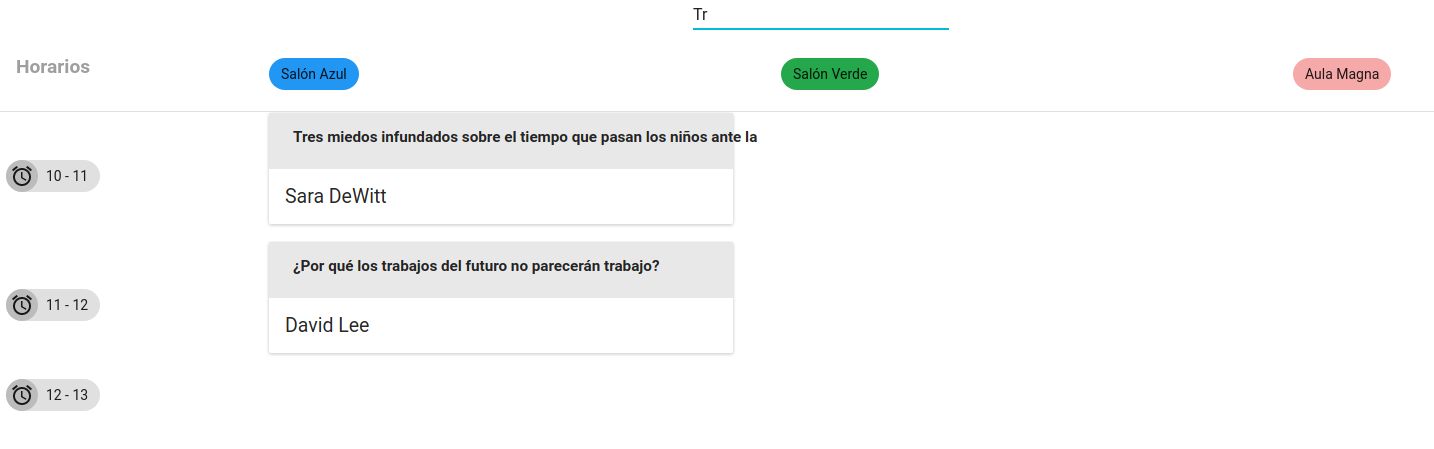 Tr
Horarios
Salón Azul
Salón Verde
Aula Magna
Tres miedos infundados sobre el tiempo que pasan los niños ante la
10 - 11
Sara DeWitt
¿Por qué los trabajos del futuro no parecerán trabajo?
11 - 12
David Lee
12 - 13